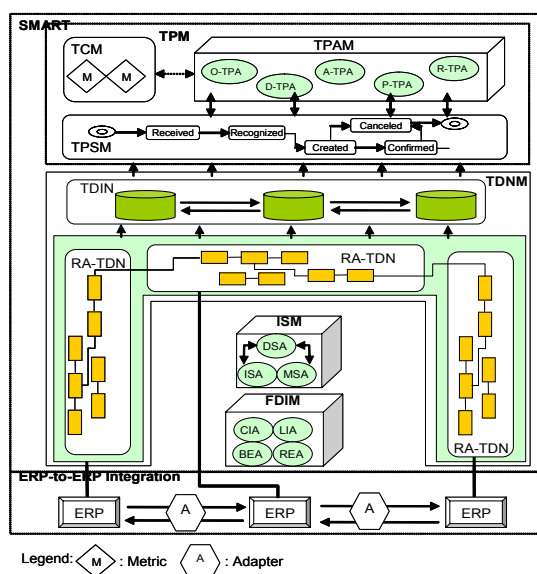 SMART
TPM
TCM
M
M
TPAM
O-TPA
D-TPA
A-TPA
P-TPA
R-TPA
TPSM
Received
Recognized
Created
Canceled
Confirmed
TDNM
TDIN
RA-TDN
RA-TDN
RA-TDN
ISM
DSA
ISA
MSA
FDIM
CIA
LIA
BEA
REA
ERP-to-ERP Integration
ERP
A
ERP
A
ERP
Legend: M : Metric A : Adapter